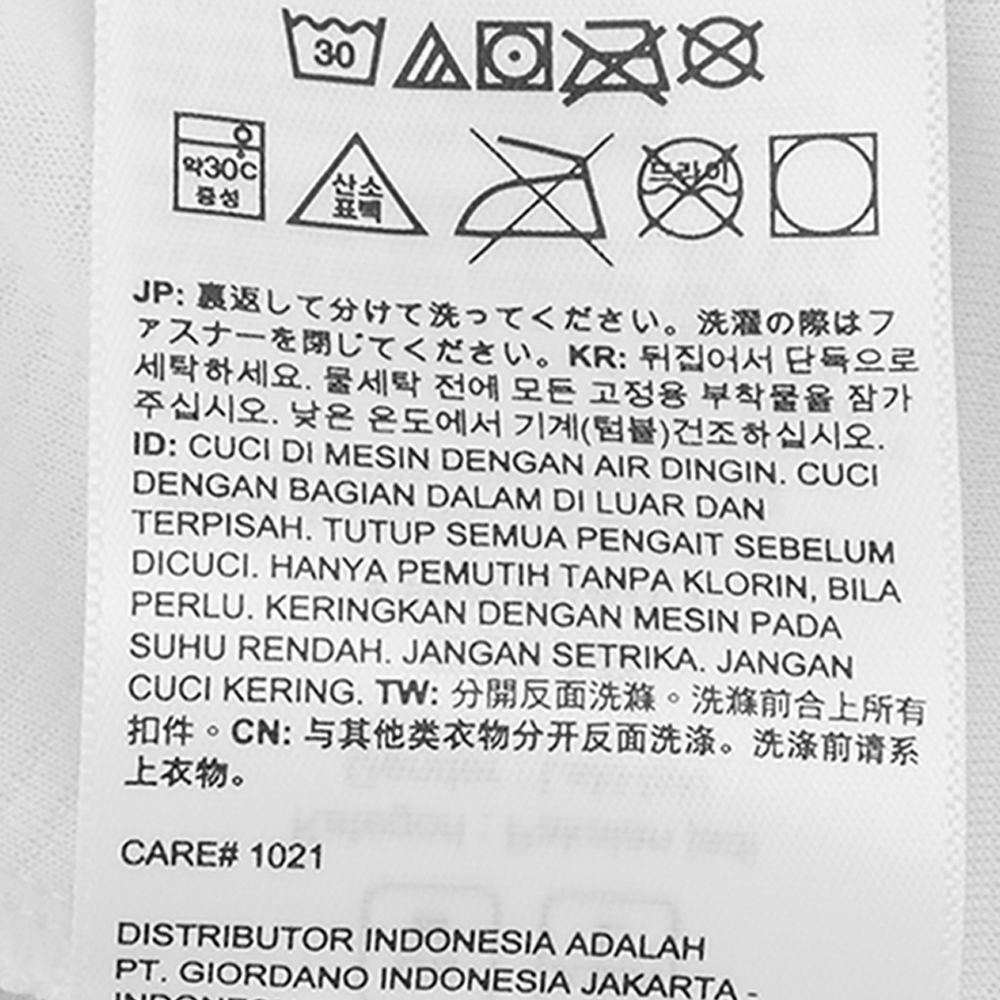 30
약30℃
중성
산소
표백
드라이
JP: 裏返して分けて洗ってください。洗濯の際はフ
ァスナーを閉じてください。KR: 뒤집어서 단독으로
세탁하세요. 물세탁 전에 모든 고정용 부착물을 잠가
주십시오. 낮은 온도에서 기계(텀블)건조하십시오.
ID: CUCI DI MESIN DENGAN AIR DINGIN. CUCI
DENGAN BAGIAN DALAM DI LUAR DAN
TERPISAH. TUTUP SEMUA PENGAIT SEBELUM
DICUCI. HANYA PEMUTIH TANPA KLORIN, BILA
PERLU. KERINGKAN DENGAN MESIN PADA
SUHU RENDAH. JANGAN SETRIKA. JANGAN
CUCI KERING. TW: 分開反面洗滌。洗滌前合上所有
扣件。CN: 与其他类衣物分开反面洗涤。洗涤前请系
上衣物。
CARE# 1021
DISTRIBUTOR INDONESIA ADALAH
PT. GIORDANO INDONESIA JAKARTA -